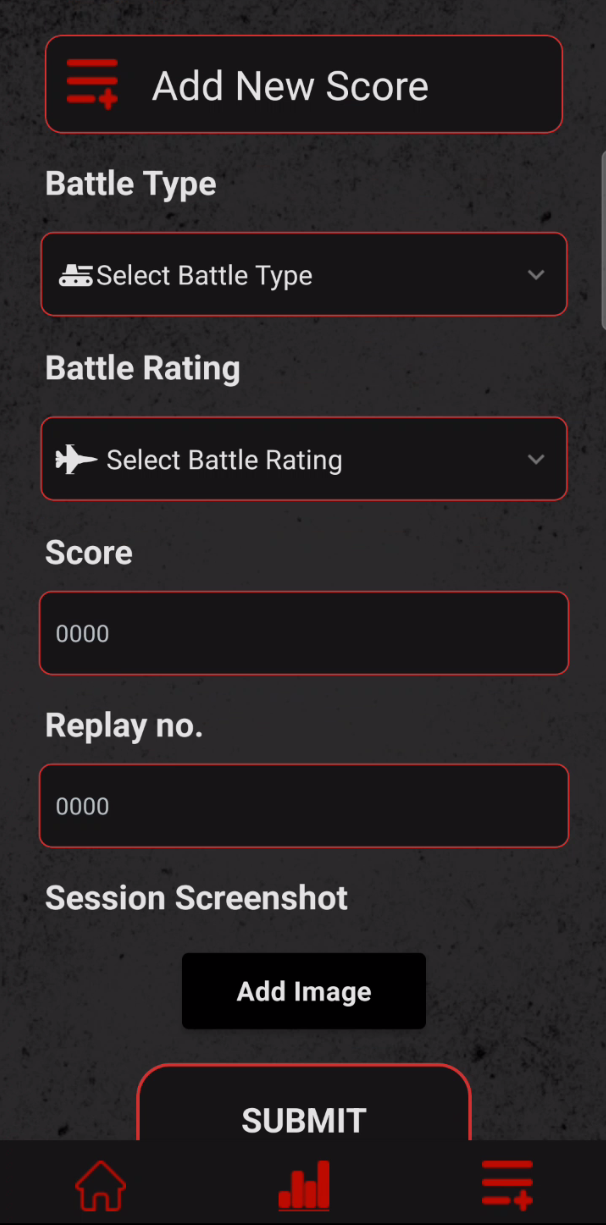 Add New Score
Battle Type
Select Battle Type
Battle Rating
Select Battle Rating
Score
0000
Replay no.
0000
Session Screenshot
Add Image
SUBMIT